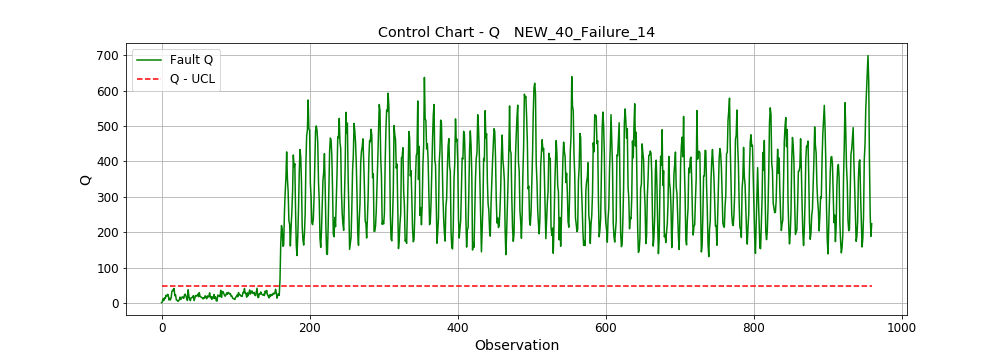 Control Chart - Q   NEW_40_Failure_14
Fault Q
Q - UCL
Q
700
600
500
400
300
200
100
0
0 200 400 600 800 1000
Observation